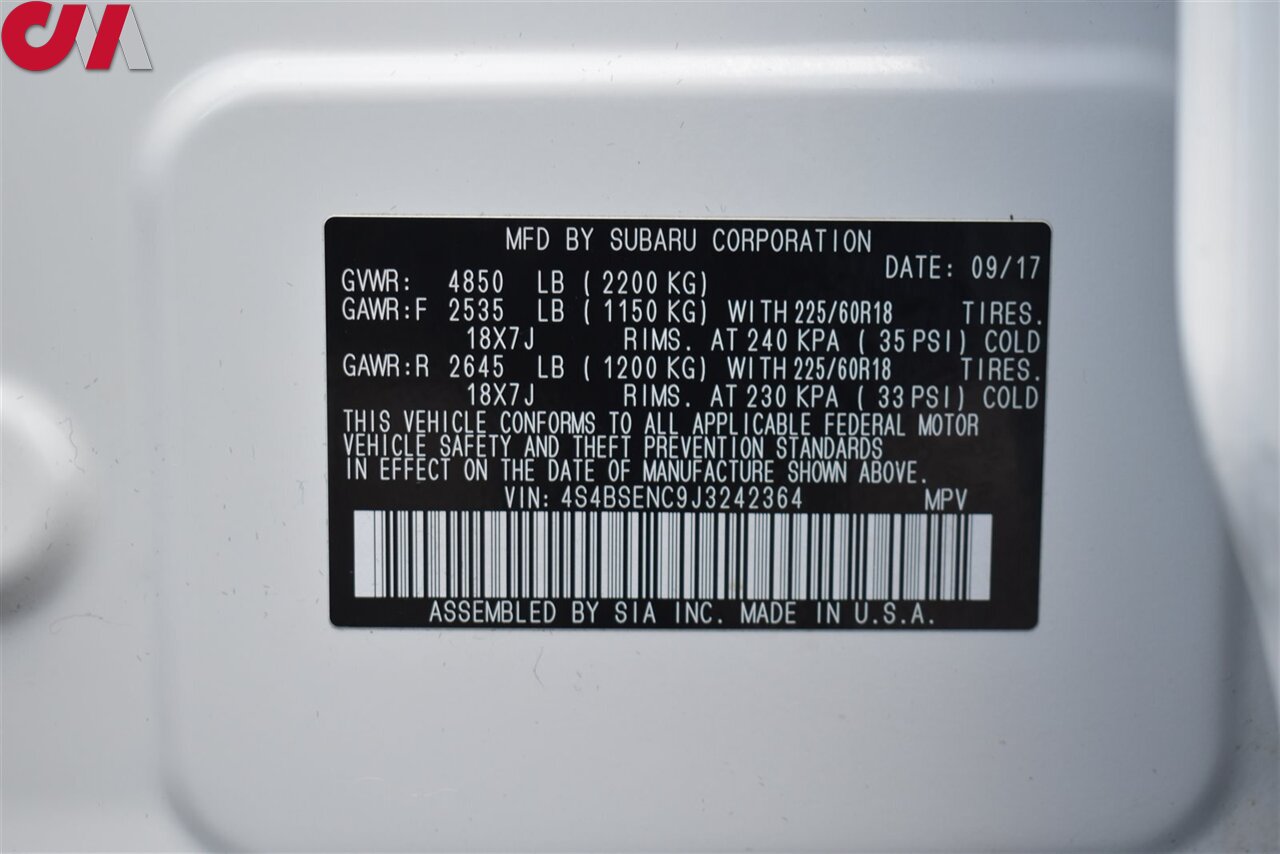 CM
MFD BY SUBARU CORPORATION
DATE: 09/17
GVWR: 4850 LB (2200 KG)
GAWR:F 2535 LB (1150 KG) WITH 225/60R18 TIRES.
18X7J RIMS. AT 240 KPA (35 PSI) COLD
GAWR:R 2645 LB (1200 KG) WITH 225/60R18 TIRES.
18X7J RIMS. AT 230 KPA (33 PSI) COLD
THIS VEHICLE CONFORMS TO ALL APPLICABLE FEDERAL MOTOR
VEHICLE SAFETY AND THEFT PREVENTION STANDARDS
IN EFFECT ON THE DATE OF MANUFACTURE SHOWN ABOVE.
VIN: 4S4BSENC9J3242364 MPV
ASSEMBLED BY SIA INC. MADE IN U.S.A.